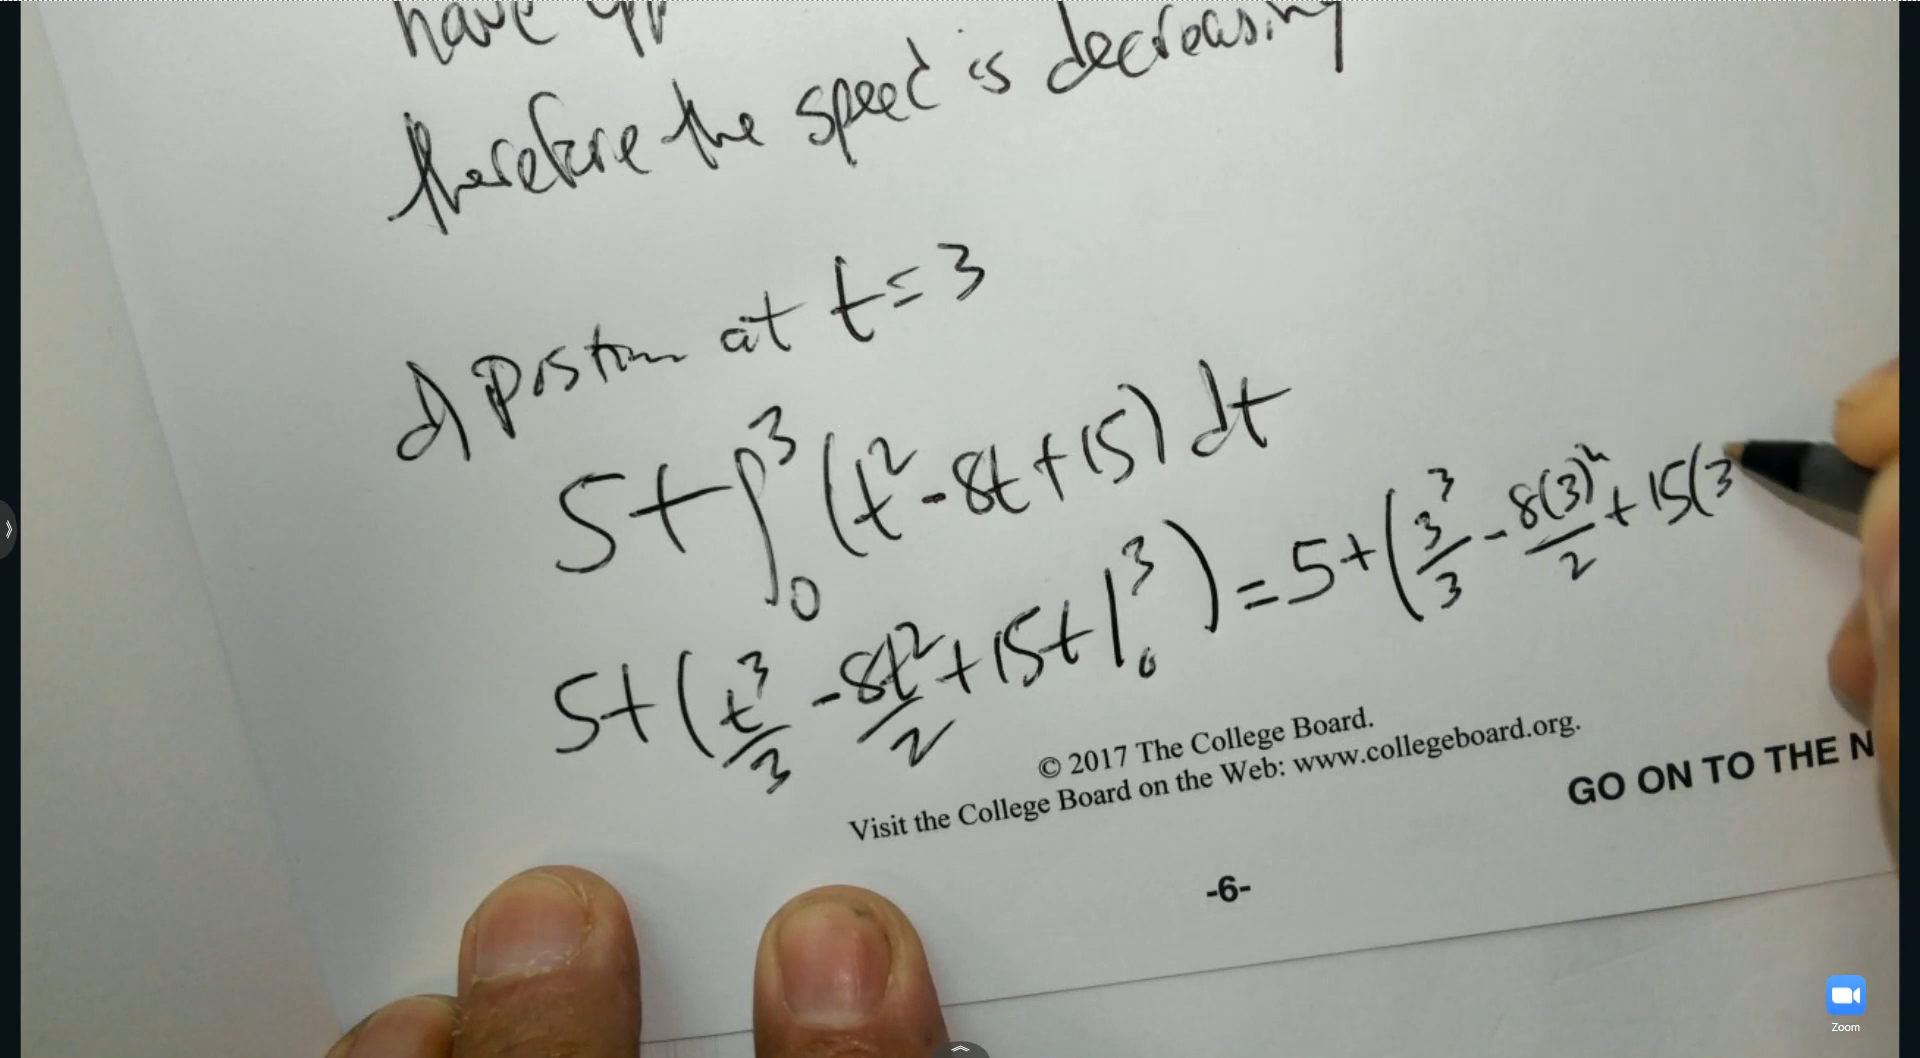 have opp
therefore the speed is decreasing
d) Position at t=3
5+∫₀³(t²-8t+15)dt
5+(t³/3-8t²/2+15t|₀³)=5+(3³/3-8(3)²/2+15(3
© 2017 The College Board.
Visit the College Board on the Web: www.collegeboard.org.
GO ON TO THE N
-6-
Zoom